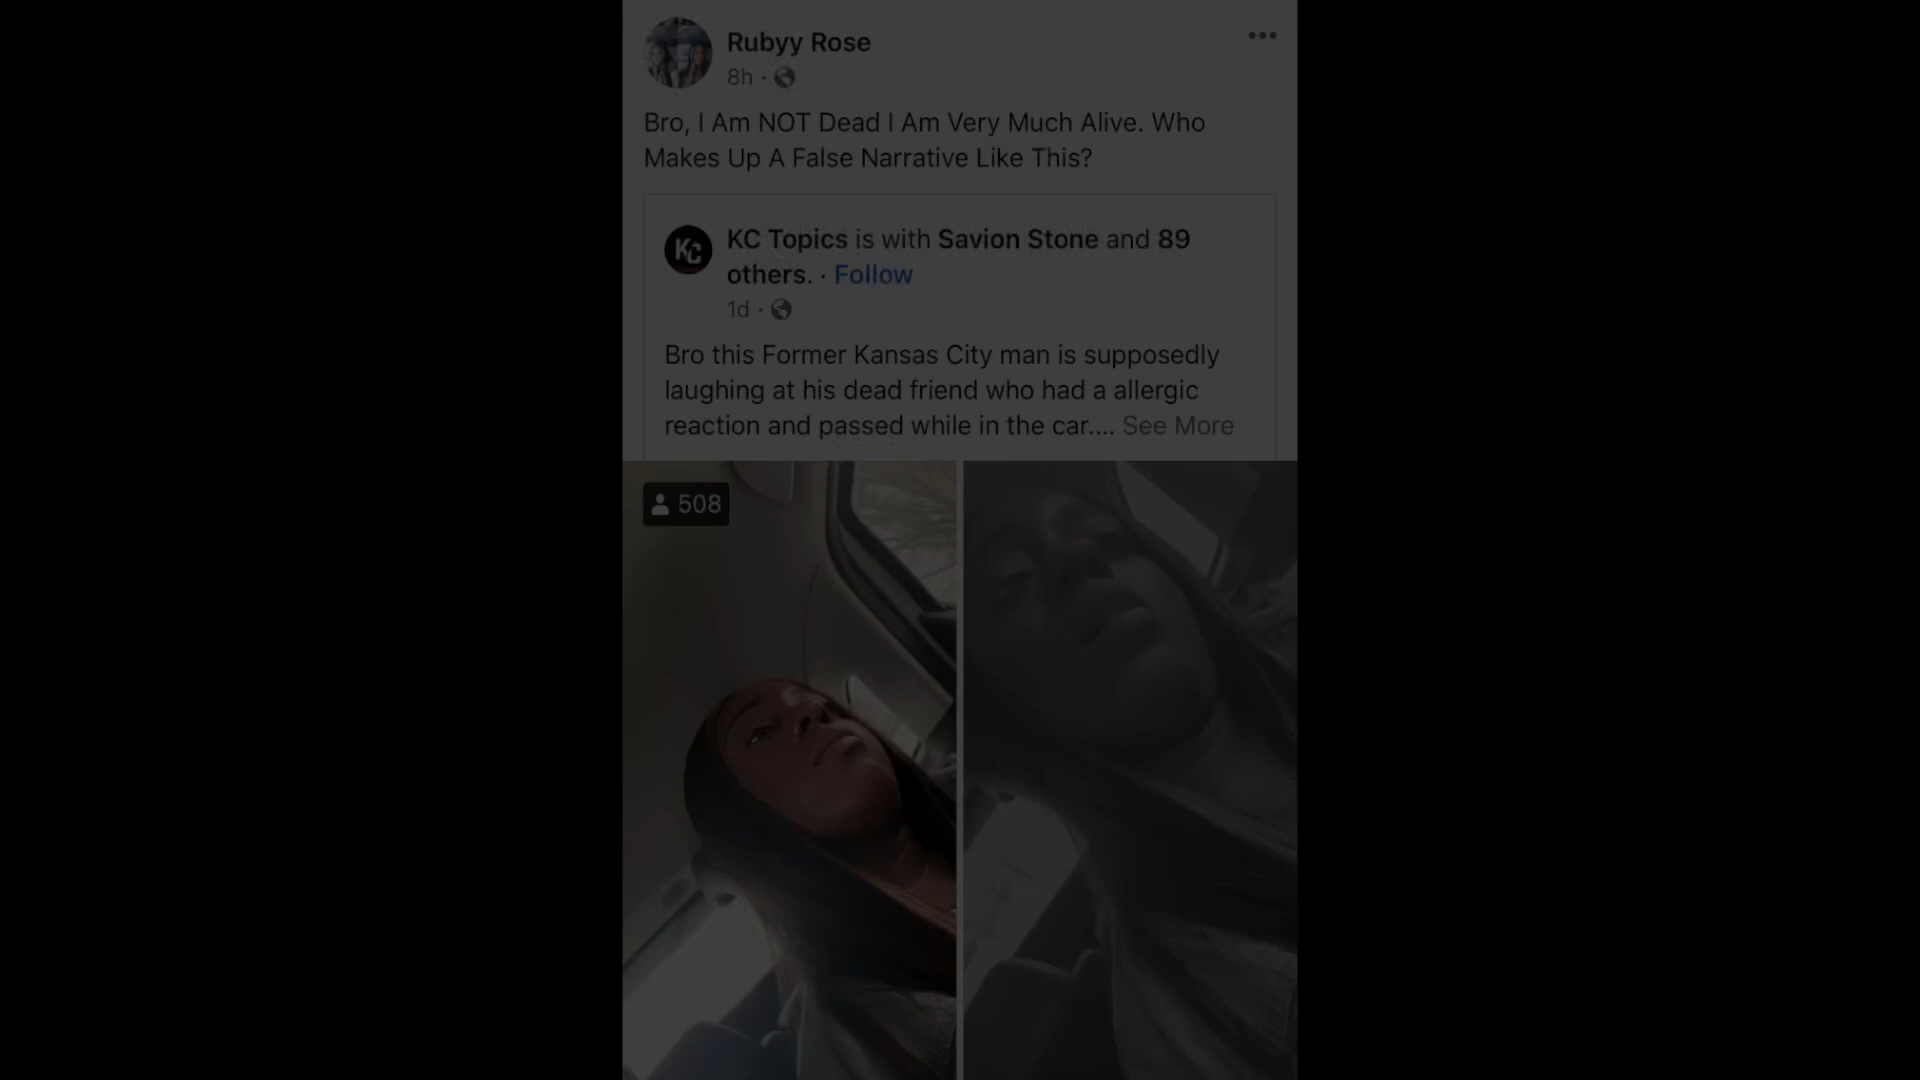 Rubyy Rose
8h ·
Bro, I Am NOT Dead I Am Very Much Alive. Who
Makes Up A False Narrative Like This?
KC
KC Topics is with Savion Stone and 89
others. · Follow
1d ·
Bro this Former Kansas City man is supposedly
laughing at his dead friend who had a allergic
reaction and passed while in the car.... See More
508